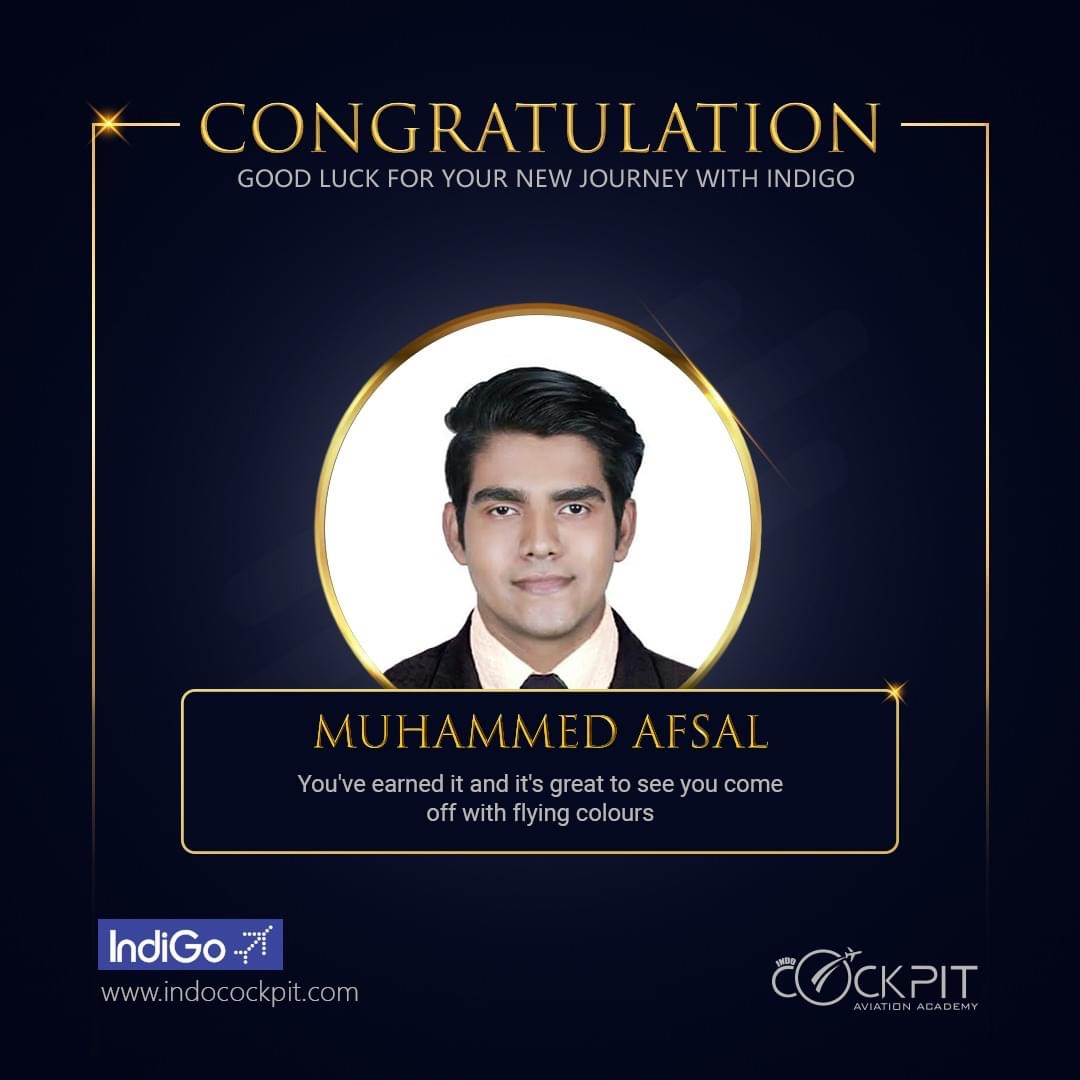 CONGRATULATION
GOOD LUCK FOR YOUR NEW JOURNEY WITH INDIGO
MUHAMMED AFSAL
You've earned it and it's great to see you come
off with flying colours
IndiGo
www.indocockpit.com
INDO
COCKPIT
AVIATION ACADEMY